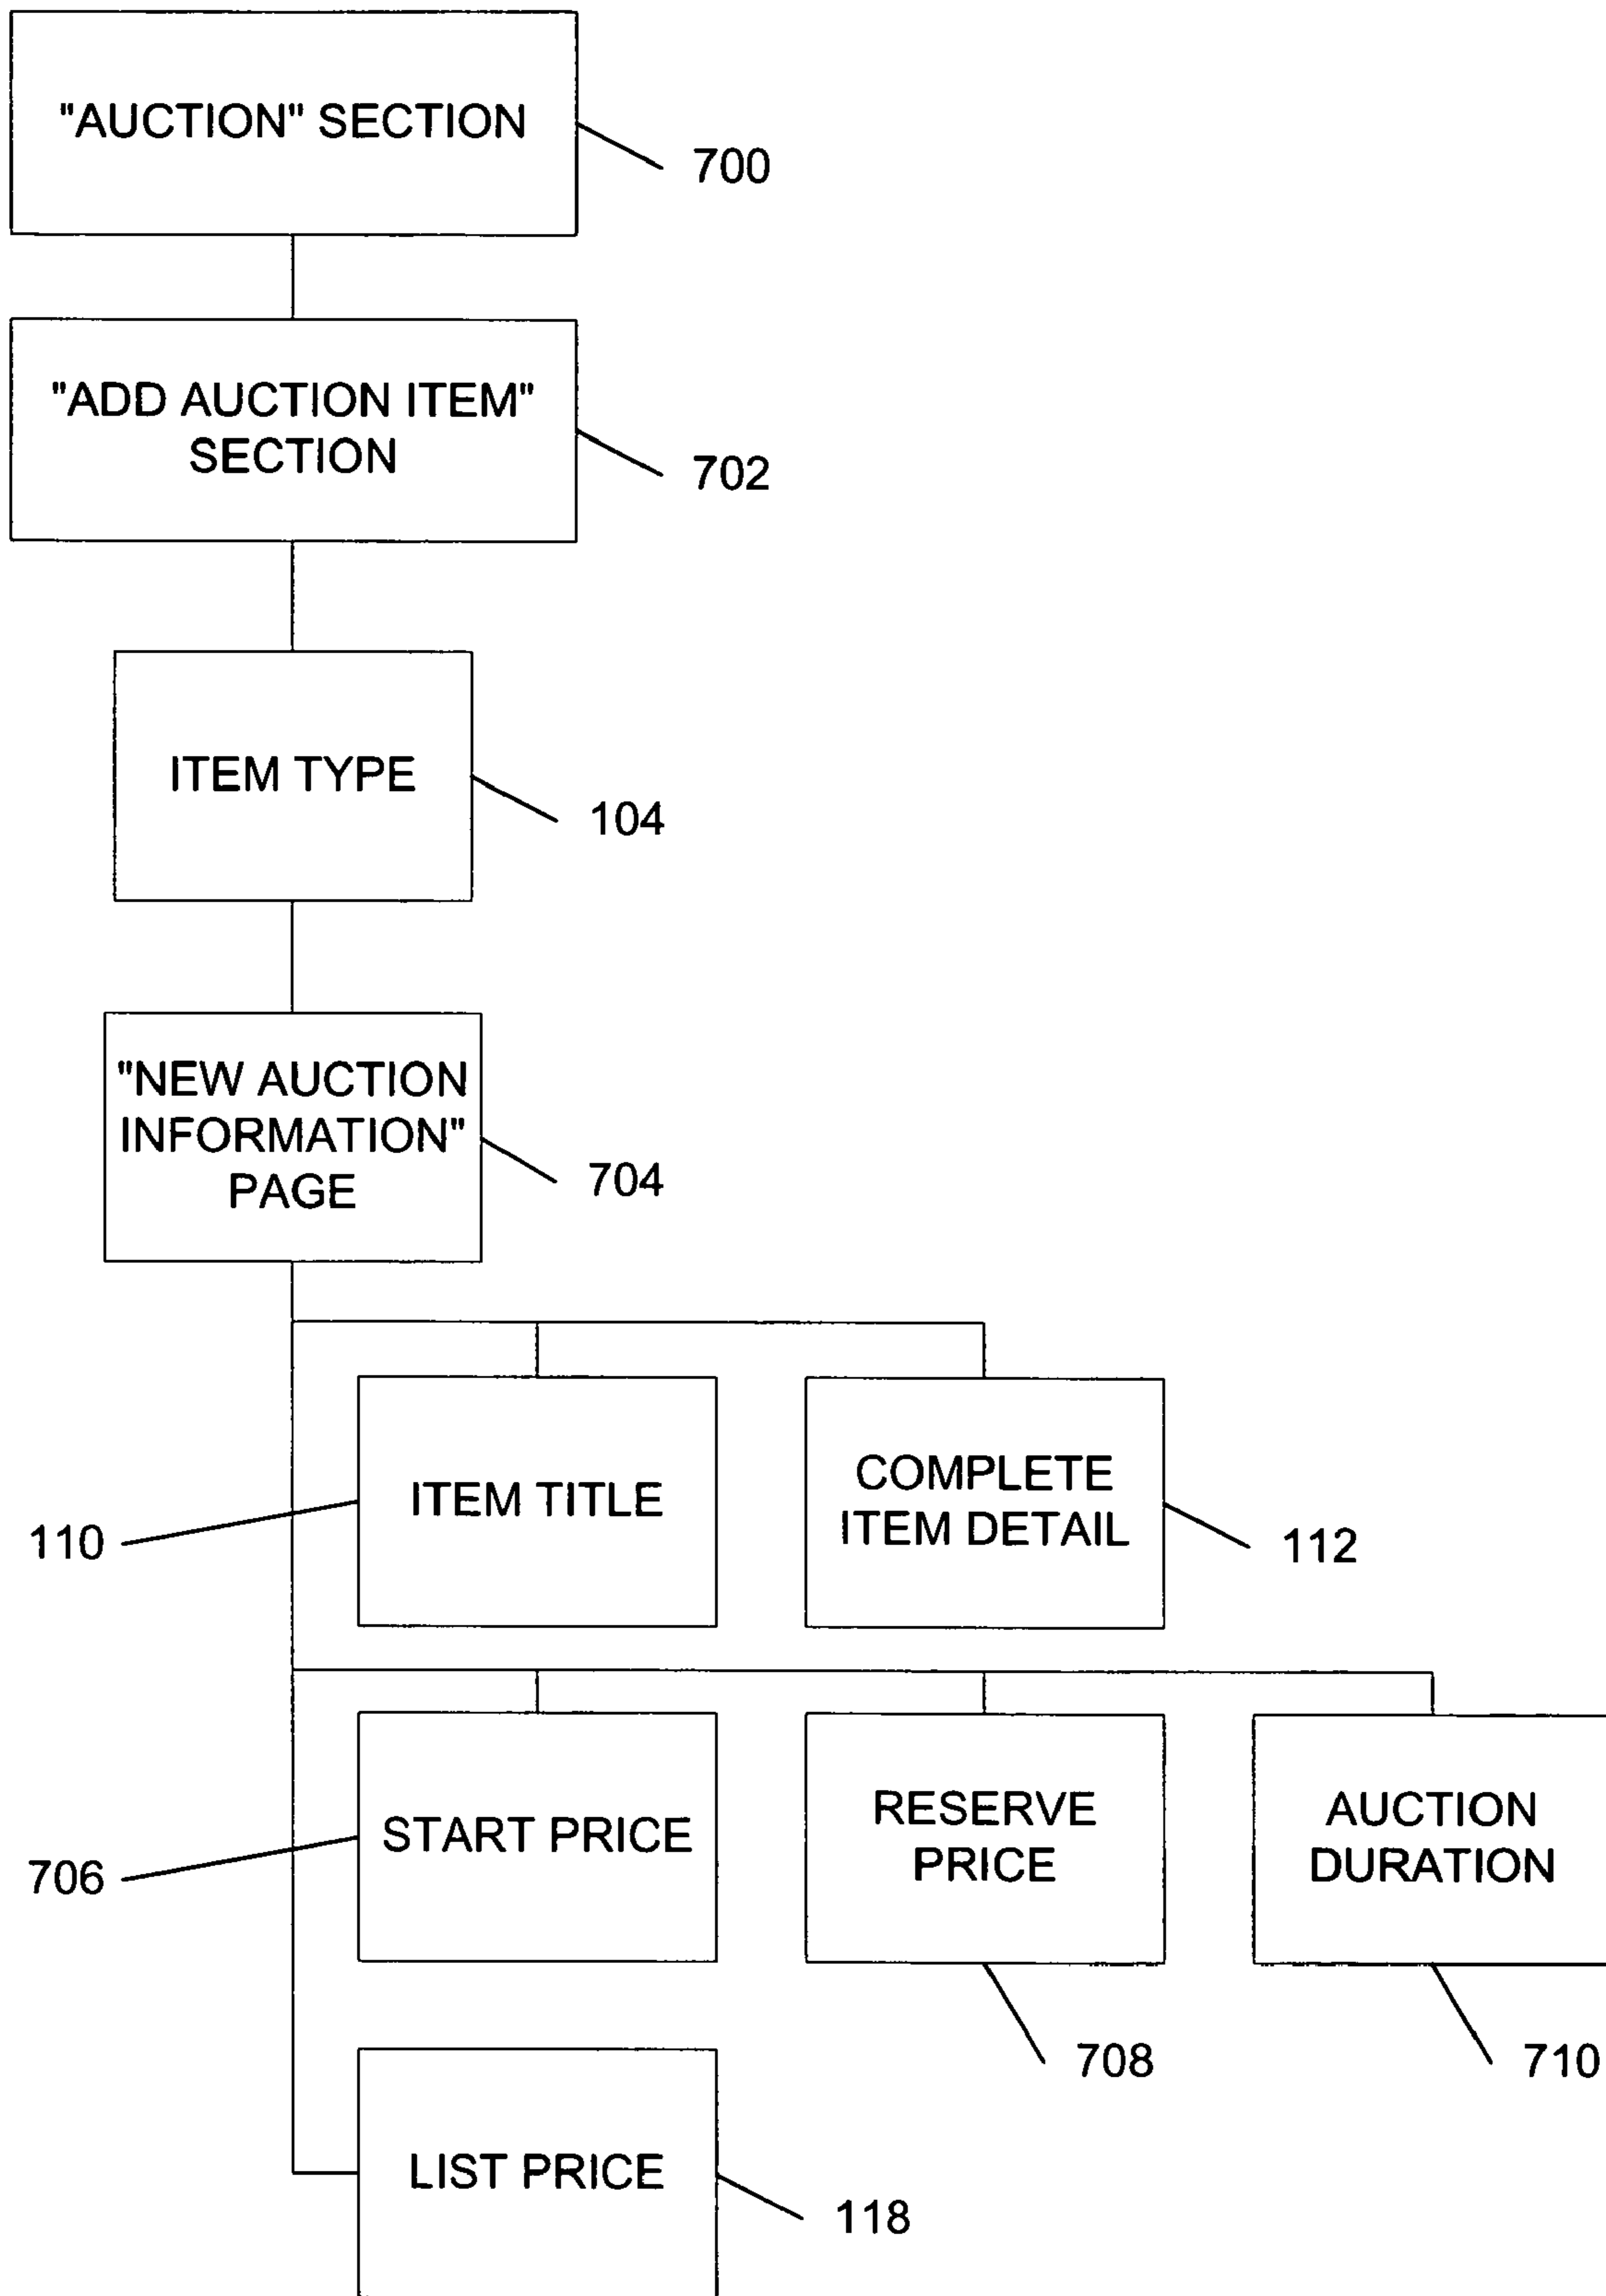 "AUCTION" SECTION
700
"ADD AUCTION ITEM"
SECTION
702
ITEM TYPE
104
"NEW AUCTION
INFORMATION"
PAGE
704
ITEM TITLE
110
COMPLETE
ITEM DETAIL
112
START PRICE
706
RESERVE
PRICE
708
AUCTION
DURATION
710
LIST PRICE
118